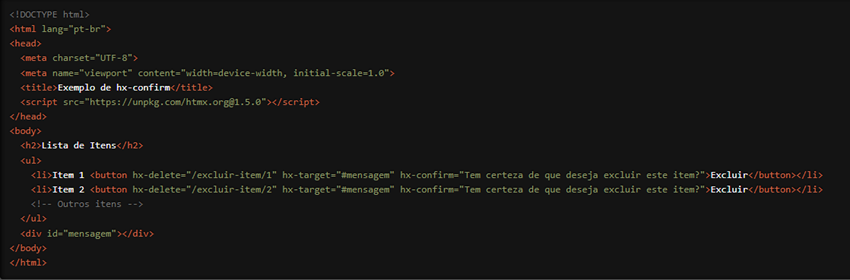 <!DOCTYPE html>
<html lang="pt-br">
<head>
  <meta charset="UTF-8">
  <meta name="viewport" content="width=device-width, initial-scale=1.0">
  <title>Exemplo de hx-confirm</title>
  <script src="https://unpkg.com/htmx.org@1.5.0"></script>
</head>
<body>
  <h2>Lista de Itens</h2>
  <ul>
    <li>Item 1 <button hx-delete="/excluir-item/1" hx-target="#mensagem" hx-confirm="Tem certeza de que deseja excluir este item?">Excluir</button></li>
    <li>Item 2 <button hx-delete="/excluir-item/2" hx-target="#mensagem" hx-confirm="Tem certeza de que deseja excluir este item?">Excluir</button></li>
    <!-- Outros itens -->
  </ul>
  <div id="mensagem"></div>
</body>
</html>